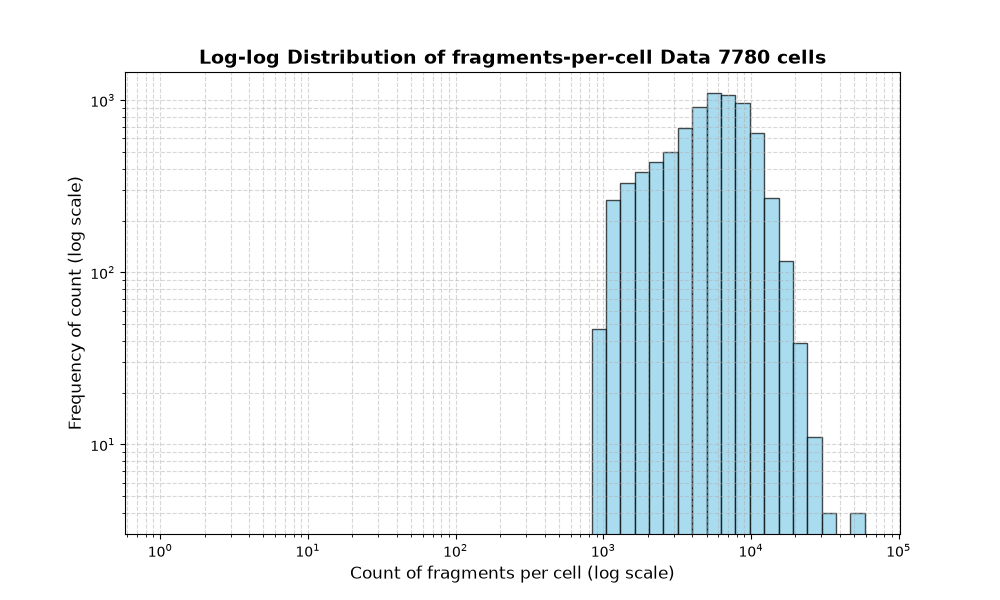 Log-log Distribution of fragments-per-cell Data 7780 cells
Frequency of count (log scale)
10³
10²
10¹
10⁰ 10¹ 10² 10³ 10⁴ 10⁵
Count of fragments per cell (log scale)